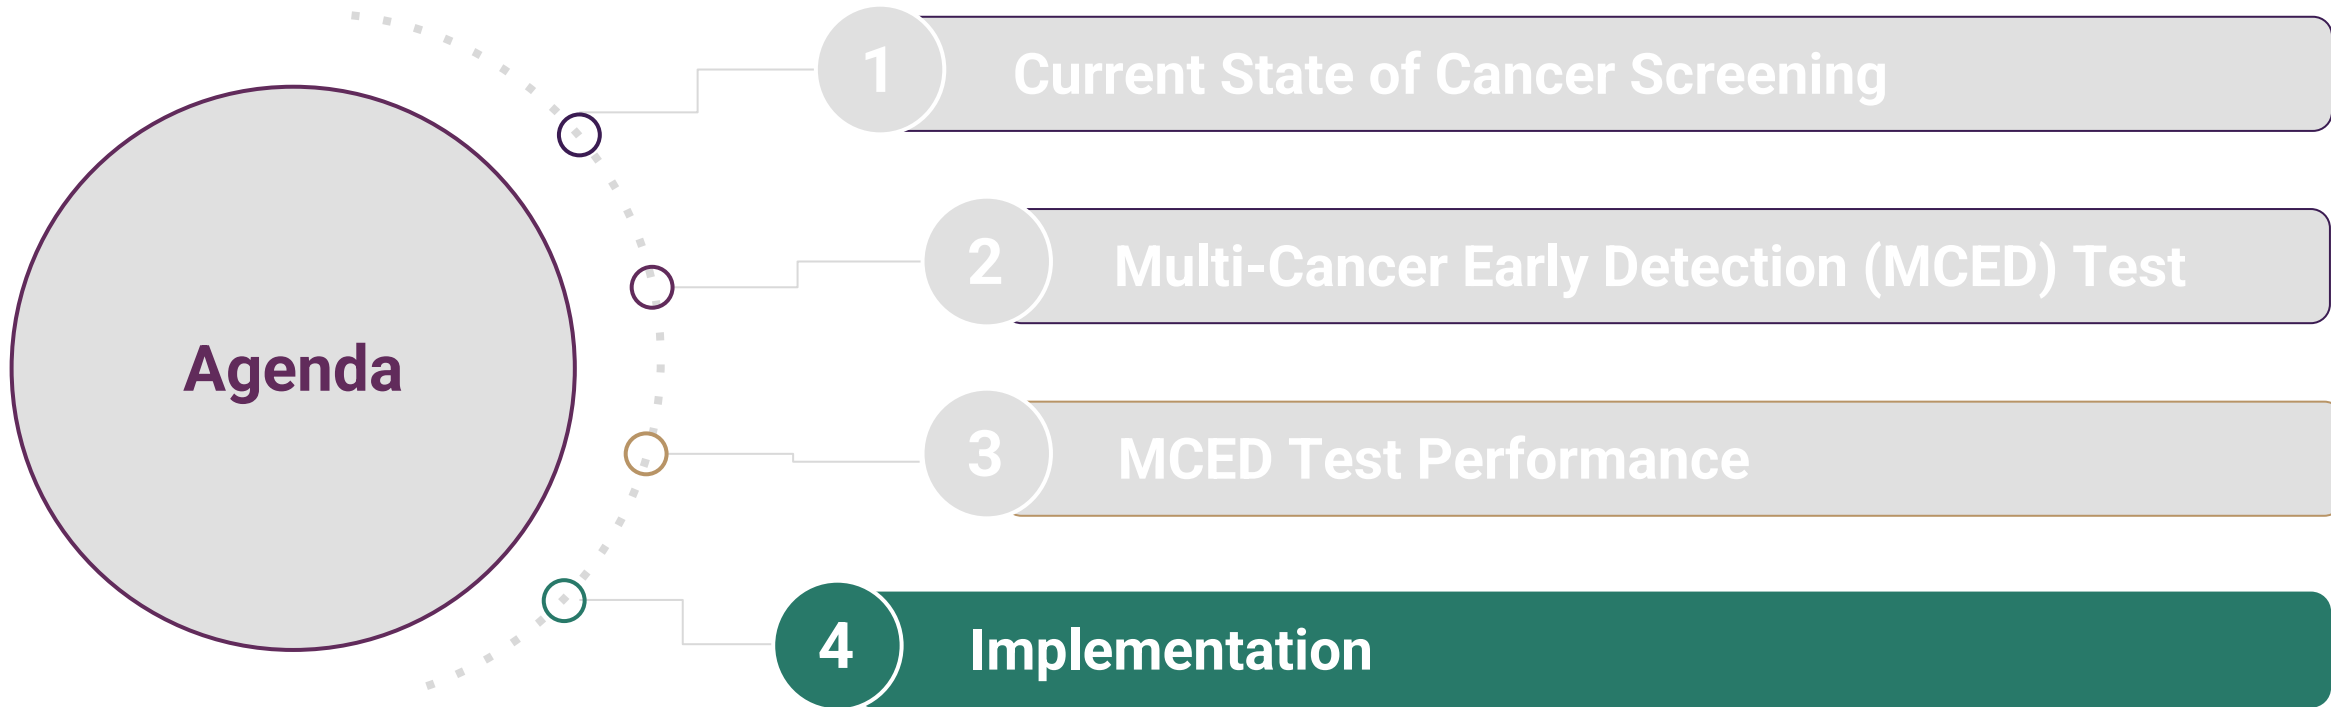 Agenda
1
Current State of Cancer Screening
2
Multi-Cancer Early Detection (MCED) Test
3
MCED Test Performance
4
Implementation